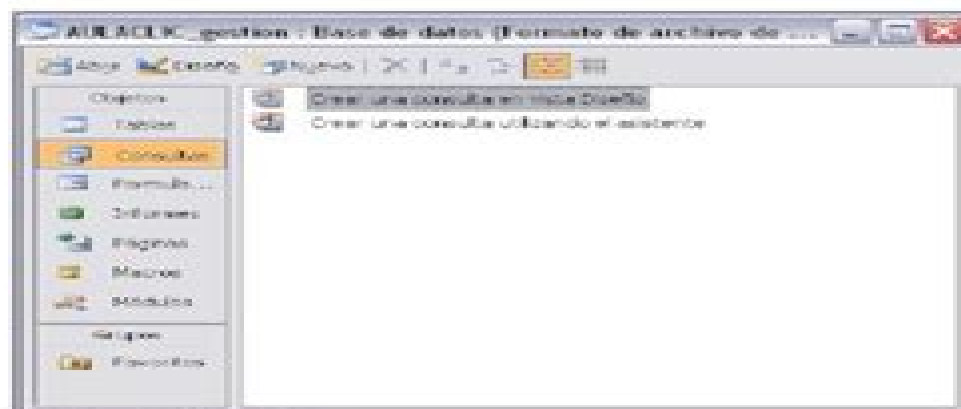 AULACLIC_gestion : Base de datos (Formato de archivo de ...
Abrir Diseño Nuevo
Objetos
Tablas
Consultas
Formula...
Informes
Páginas
Macros
Módulos
Grupos
Favoritos
Crear una consulta en vista Diseño
Crear una consulta utilizando el asistente